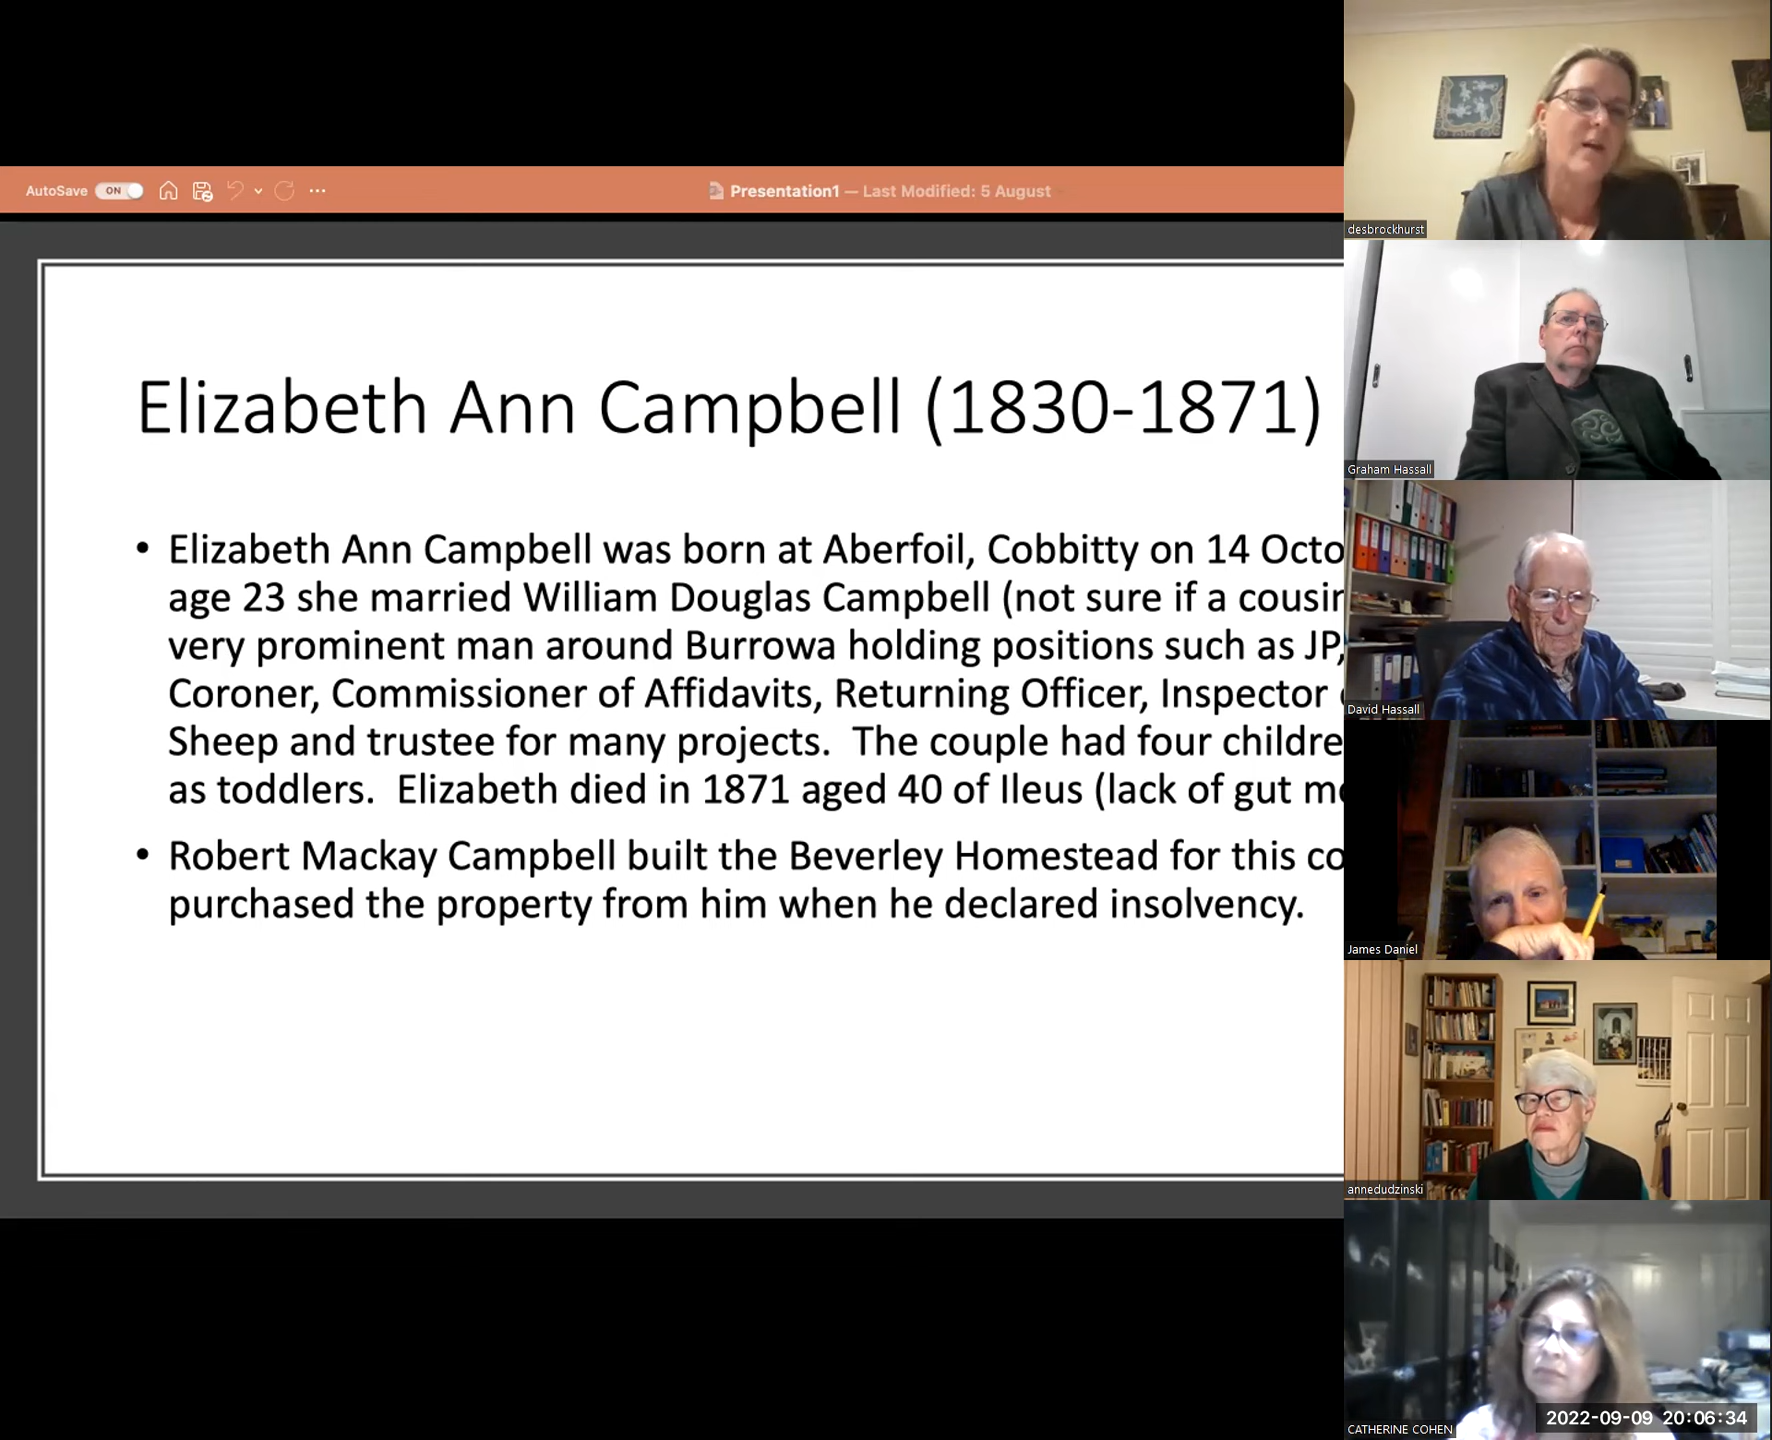 AutoSave ON
Presentation1 — Last Modified: 5 August
Elizabeth Ann Campbell (1830-1871)
• Elizabeth Ann Campbell was born at Aberfoil, Cobbitty on 14 Octo
age 23 she married William Douglas Campbell (not sure if a cousin
very prominent man around Burrowa holding positions such as JP,
Coroner, Commissioner of Affidavits, Returning Officer, Inspector
Sheep and trustee for many projects. The couple had four childre
as toddlers. Elizabeth died in 1871 aged 40 of Ileus (lack of gut mo
• Robert Mackay Campbell built the Beverley Homestead for this co
purchased the property from him when he declared insolvency.
desbrockhurst
Graham Hassall
David Hassall
James Daniel
annedudzinski
CATHERINE COHEN
2022-09-09 20:06:34